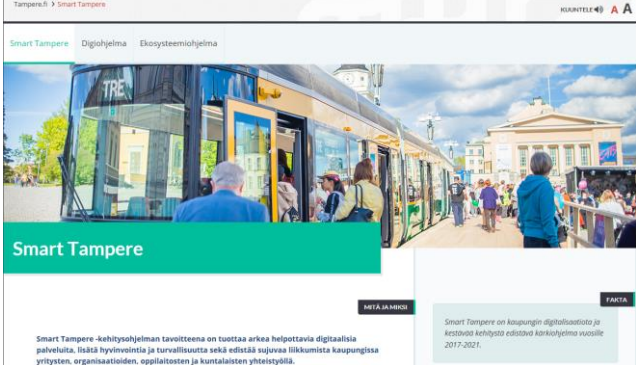 Tampere.fi > Smart Tampere
KUUNTELE A A
Smart Tampere Digiohjelma Ekosysteemiohjelma
TRE
Smart Tampere
MITÄ JA MIKSI
Smart Tampere -kehitysohjelman tavoitteena on tuottaa arkea helpottavia digitaalisia
palveluita, lisätä hyvinvointia ja turvallisuutta sekä edistää sujuvaa liikkumista kaupungissa
yritysten, organisaatioiden, oppilaitosten ja kuntalaisten yhteistyöllä.
FAKTA
Smart Tampere on kaupungin digitalisaatiota ja
kestävää kehitystä edistävä kärkiohjelma vuosille
2017-2021.